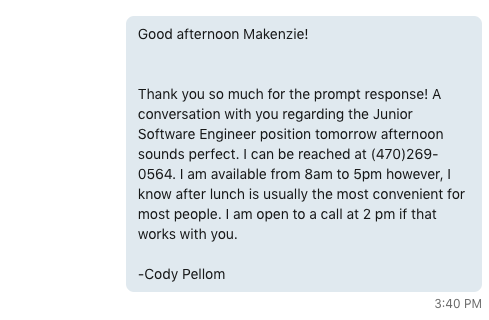 Good afternoon Makenzie!
Thank you so much for the prompt response! A
conversation with you regarding the Junior
Software Engineer position tomorrow afternoon
sounds perfect. I can be reached at (470)269-
0564. I am available from 8am to 5pm however, I
know after lunch is usually the most convenient for
most people. I am open to a call at 2 pm if that
works with you.
-Cody Pellom
3:40 PM